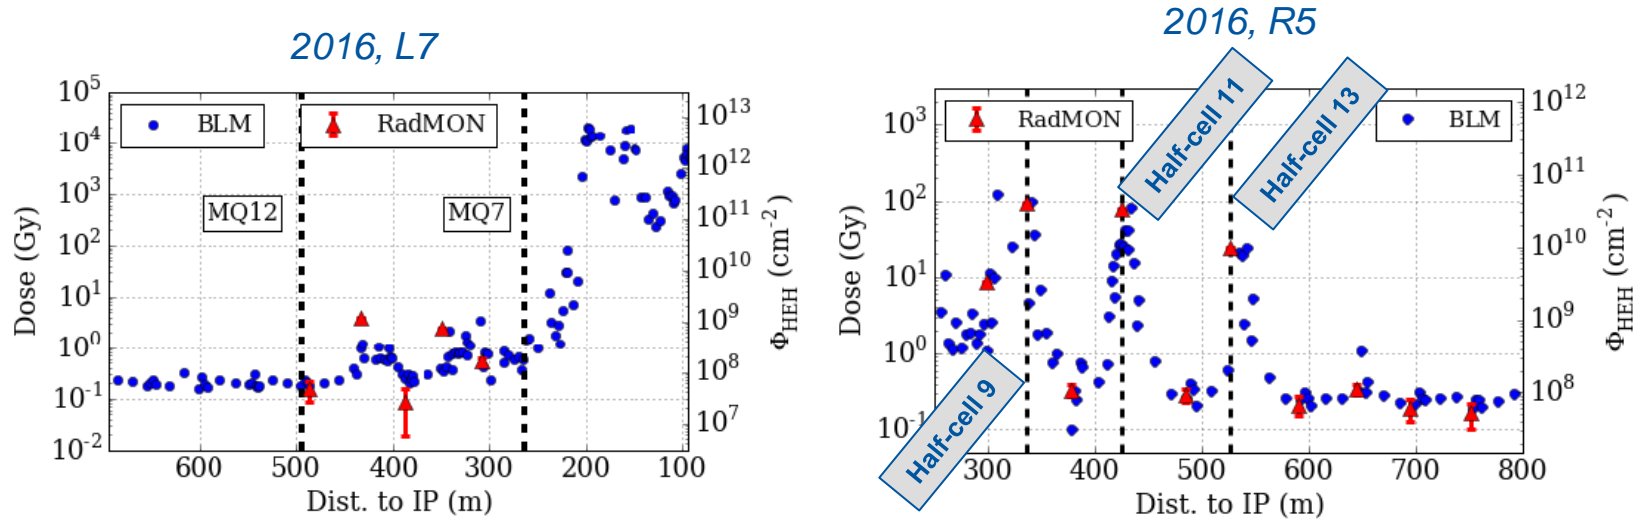 2016, L7
10^5
10^4
10^3
10^2
10^1
10^0
10^-1
10^-2
Dose (Gy)
BLM
RadMON
MQ12
MQ7
10^13
10^12
10^11
10^10
10^9
10^8
10^7
Φ_HEH (cm^-2)
600 500 400 300 200 100
Dist. to IP (m)
2016, R5
10^3
10^2
10^1
10^0
10^-1
Dose (Gy)
RadMON
BLM
Half-cell 9
Half-cell 11
Half-cell 13
10^12
10^11
10^10
10^9
10^8
Φ_HEH (cm^-2)
300 400 500 600 700 800
Dist. to IP (m)